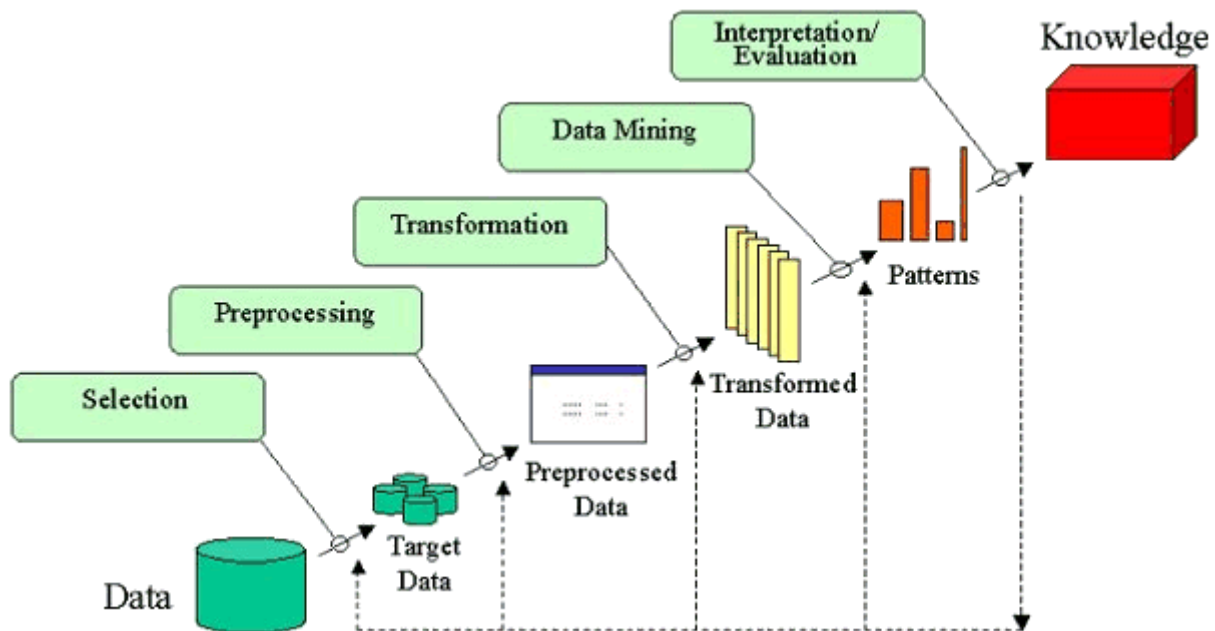 Interpretation/
Evaluation
Knowledge
Data Mining
Transformation
Patterns
Preprocessing
Transformed
Data
Selection
Preprocessed
Data
Target
Data
Data